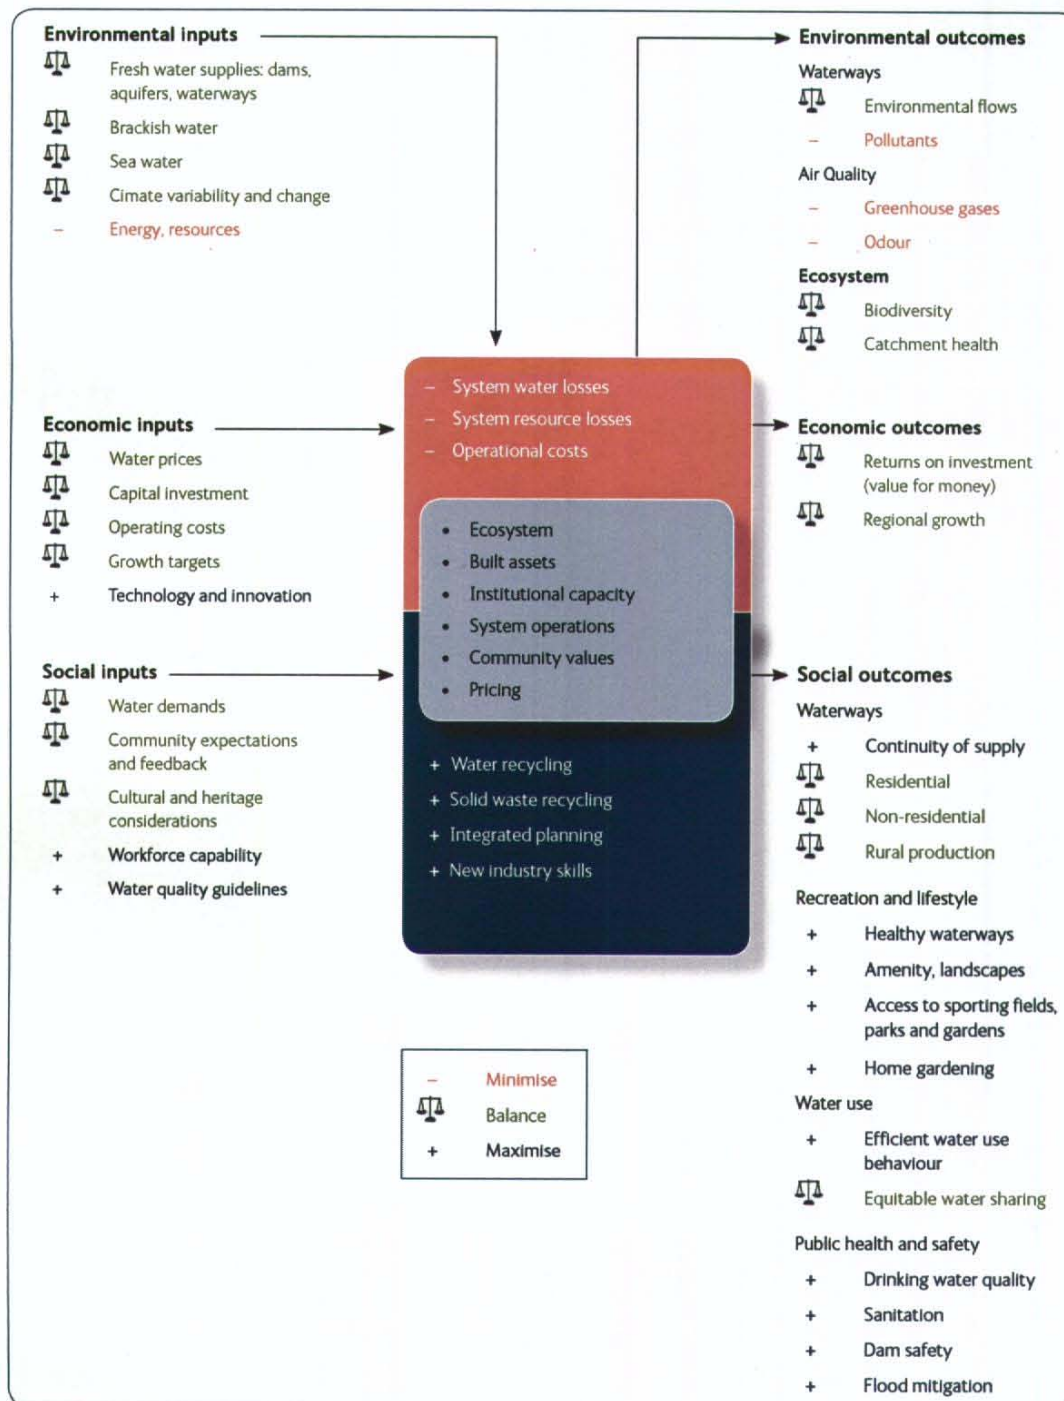 Environmental inputs
Fresh water supplies: dams,
aquifers, waterways
Brackish water
Sea water
Cimate variability and change
– Energy, resources
Economic inputs
Water prices
Capital investment
Operating costs
Growth targets
+ Technology and innovation
Social inputs
Water demands
Community expectations
and feedback
Cultural and heritage
considerations
+ Workforce capability
+ Water quality guidelines
– System water losses
– System resource losses
– Operational costs
• Ecosystem
• Built assets
• Institutional capacity
• System operations
• Community values
• Pricing
+ Water recycling
+ Solid waste recycling
+ Integrated planning
+ New industry skills
– Minimise
Balance
+ Maximise
Environmental outcomes
Waterways
Environmental flows
– Pollutants
Air Quality
– Greenhouse gases
– Odour
Ecosystem
Biodiversity
Catchment health
Economic outcomes
Returns on investment
(value for money)
Regional growth
Social outcomes
Waterways
+ Continuity of supply
Residential
Non-residential
Rural production
Recreation and lifestyle
+ Healthy waterways
+ Amenity, landscapes
+ Access to sporting fields,
parks and gardens
+ Home gardening
Water use
+ Efficient water use
behaviour
Equitable water sharing
Public health and safety
+ Drinking water quality
+ Sanitation
+ Dam safety
+ Flood mitigation